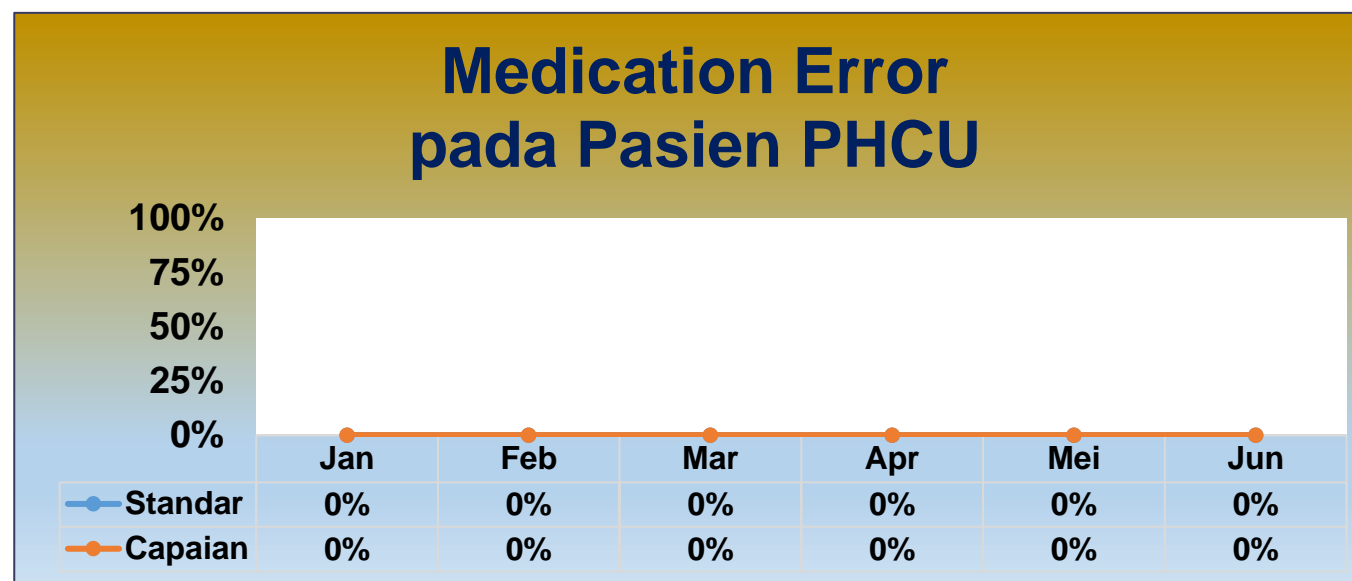 Medication Error
pada Pasien PHCU
100%
75%
50%
25%
0%
Jan Feb Mar Apr Mei Jun
Standar 0% 0% 0% 0% 0% 0%
Capaian 0% 0% 0% 0% 0% 0%